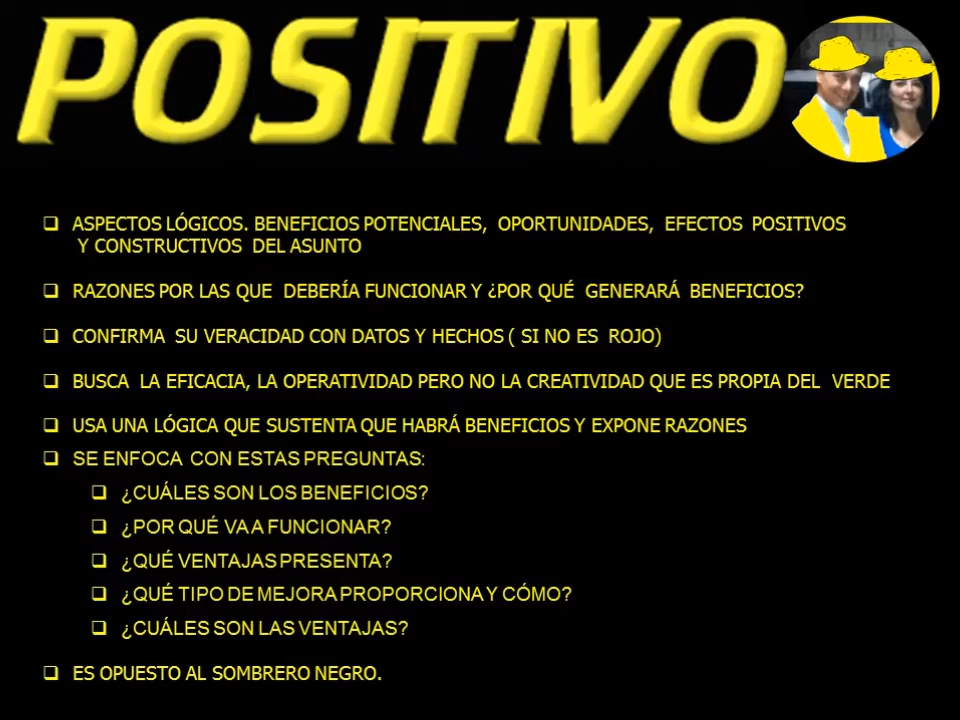 POSITIVO
ASPECTOS LÓGICOS. BENEFICIOS POTENCIALES, OPORTUNIDADES, EFECTOS POSITIVOS
Y CONSTRUCTIVOS DEL ASUNTO
RAZONES POR LAS QUE DEBERÍA FUNCIONAR Y ¿POR QUÉ GENERARÁ BENEFICIOS?
CONFIRMA SU VERACIDAD CON DATOS Y HECHOS ( SI NO ES ROJO)
BUSCA LA EFICACIA, LA OPERATIVIDAD PERO NO LA CREATIVIDAD QUE ES PROPIA DEL VERDE
USA UNA LÓGICA QUE SUSTENTA QUE HABRÁ BENEFICIOS Y EXPONE RAZONES
SE ENFOCA CON ESTAS PREGUNTAS:
¿CUÁLES SON LOS BENEFICIOS?
¿POR QUÉ VA A FUNCIONAR?
¿QUÉ VENTAJAS PRESENTA?
¿QUÉ TIPO DE MEJORA PROPORCIONA Y CÓMO?
¿CUÁLES SON LAS VENTAJAS?
ES OPUESTO AL SOMBRERO NEGRO.